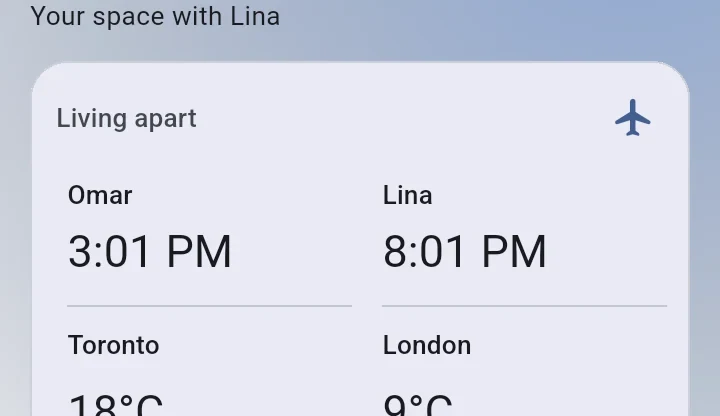 Your space with Lina
Living apart
Omar Lina
3:01 PM 8:01 PM
Toronto London
18°C 9°C